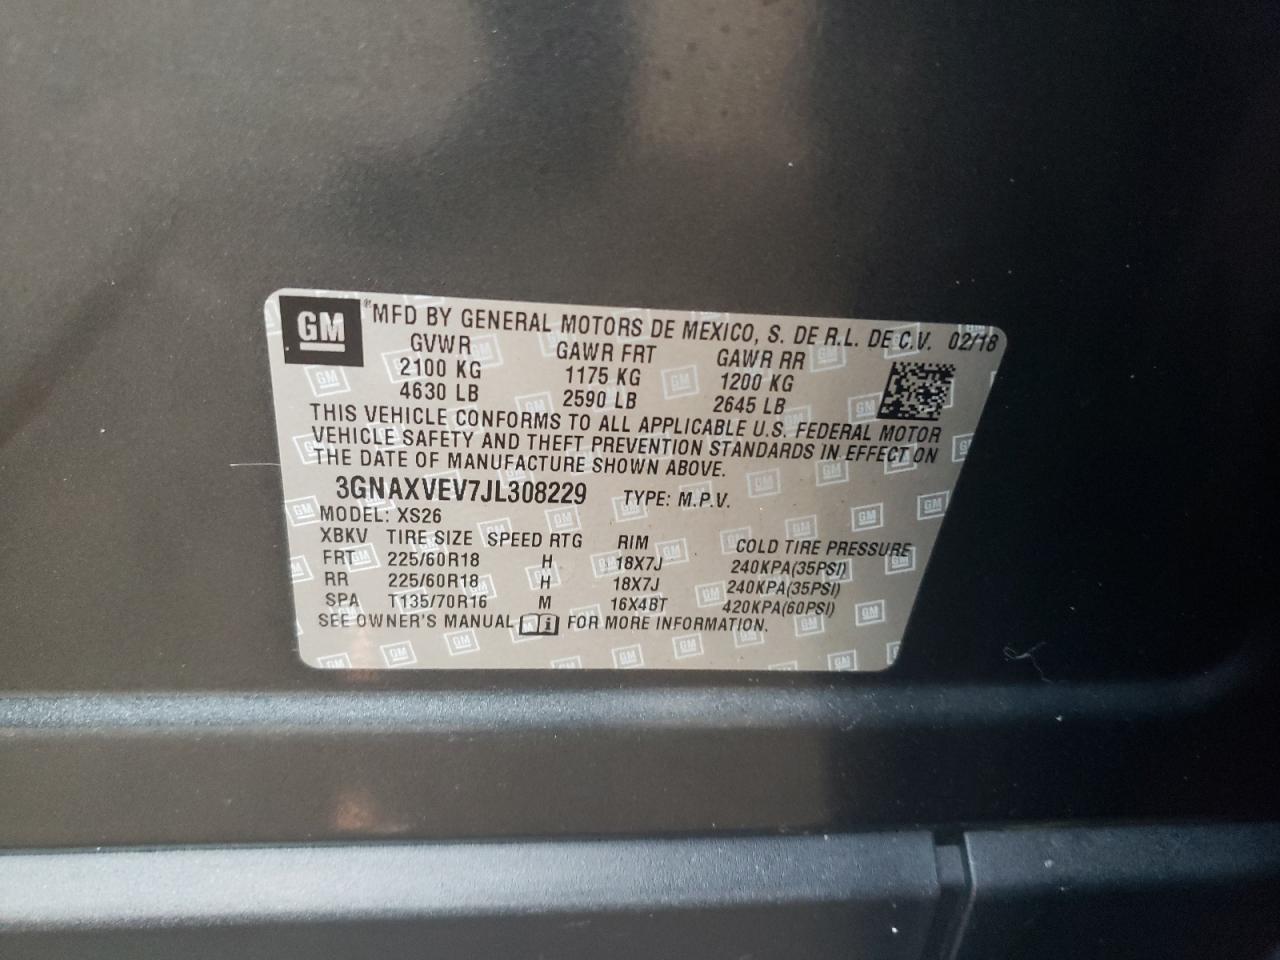 GM ® MFD BY GENERAL MOTORS DE MEXICO, S. DE R.L. DE C.V. 02/18
GVWR GAWR FRT GAWR RR
2100 KG 1175 KG 1200 KG
4630 LB 2590 LB 2645 LB
THIS VEHICLE CONFORMS TO ALL APPLICABLE U.S. FEDERAL MOTOR
VEHICLE SAFETY AND THEFT PREVENTION STANDARDS IN EFFECT ON
THE DATE OF MANUFACTURE SHOWN ABOVE.
3GNAXVEV7JL308229 TYPE: M.P.V.
MODEL: XS26
XBKV TIRE SIZE SPEED RTG RIM COLD TIRE PRESSURE
FRT 225/60R18 H 18X7J 240KPA(35PSI)
RR 225/60R18 H 18X7J 240KPA(35PSI)
SPA T135/70R16 M 16X4BT 420KPA(60PSI)
SEE OWNER'S MANUAL i FOR MORE INFORMATION.